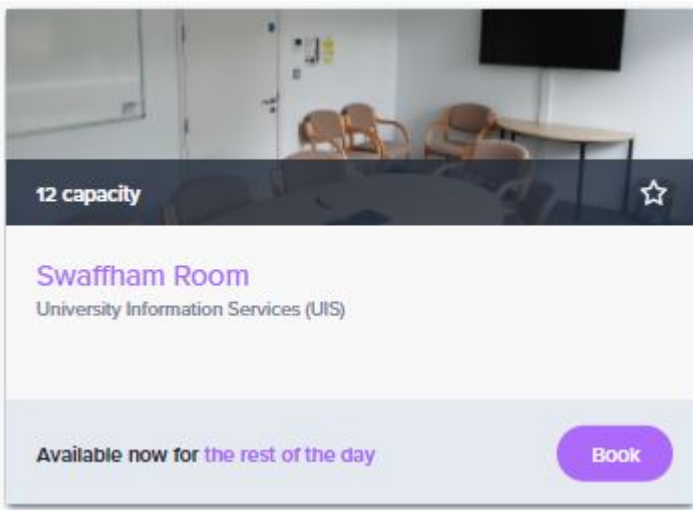 12 capacity
Swaffham Room
University Information Services (UIS)
Available now for the rest of the day
Book